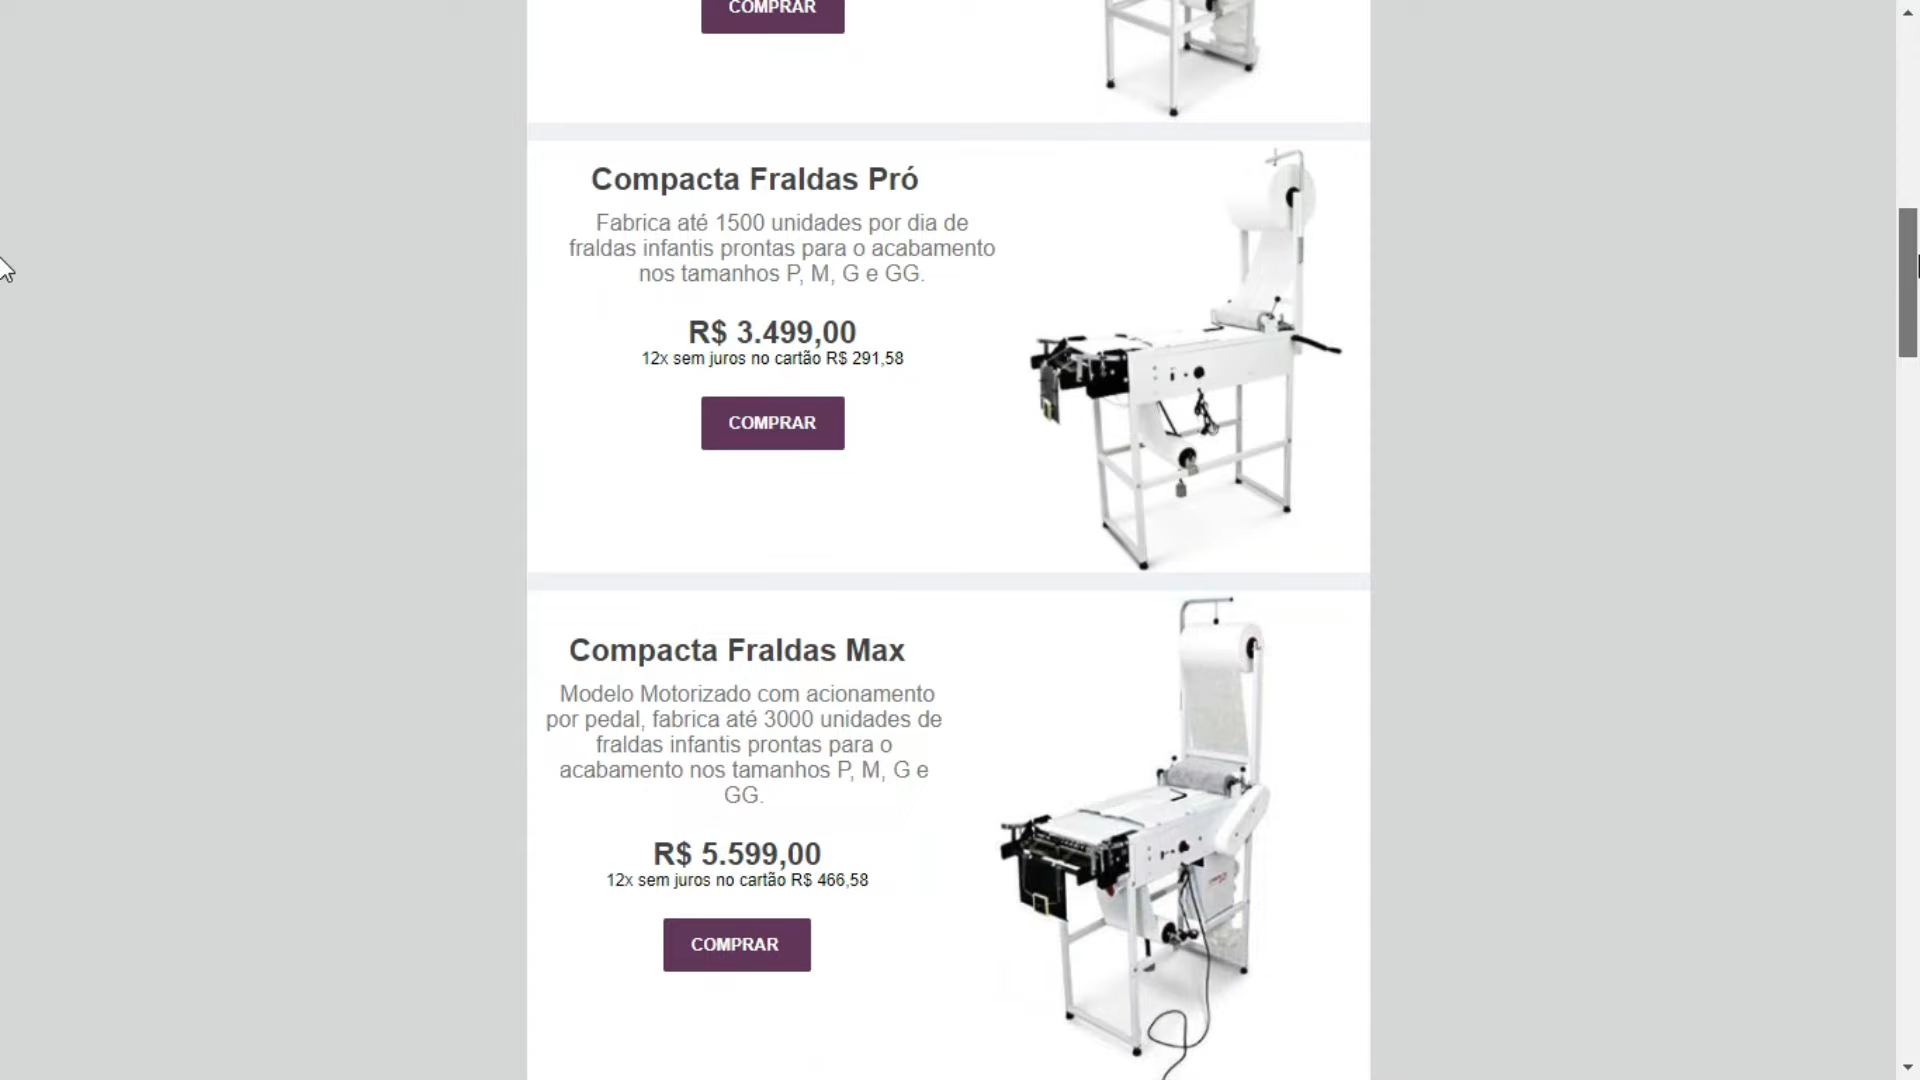 COMPRAR
Compacta Fraldas Pró
Fabrica até 1500 unidades por dia de
fraldas infantis prontas para o acabamento
nos tamanhos P, M, G e GG.
R$ 3.499,00
12x sem juros no cartão R$ 291,58
COMPRAR
Compacta Fraldas Max
Modelo Motorizado com acionamento
por pedal, fabrica até 3000 unidades de
fraldas infantis prontas para o
acabamento nos tamanhos P, M, G e
GG.
R$ 5.599,00
12x sem juros no cartão R$ 466,58
COMPRAR